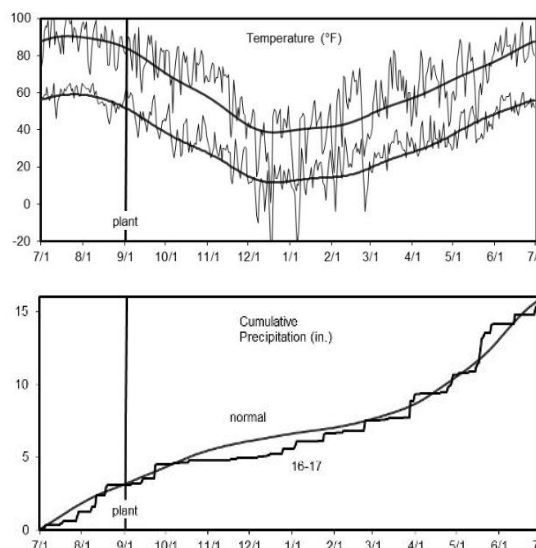 100
80
60
40
20
0
-20
Temperature (°F)
plant
7/1 8/1 9/1 10/1 11/1 12/1 1/1 2/1 3/1 4/1 5/1 6/1 7/
15
10
5
0
Cumulative
Precipitation (in.)
normal
16-17
plant
7/1 8/1 9/1 10/1 11/1 12/1 1/1 2/1 3/1 4/1 5/1 6/1 7/